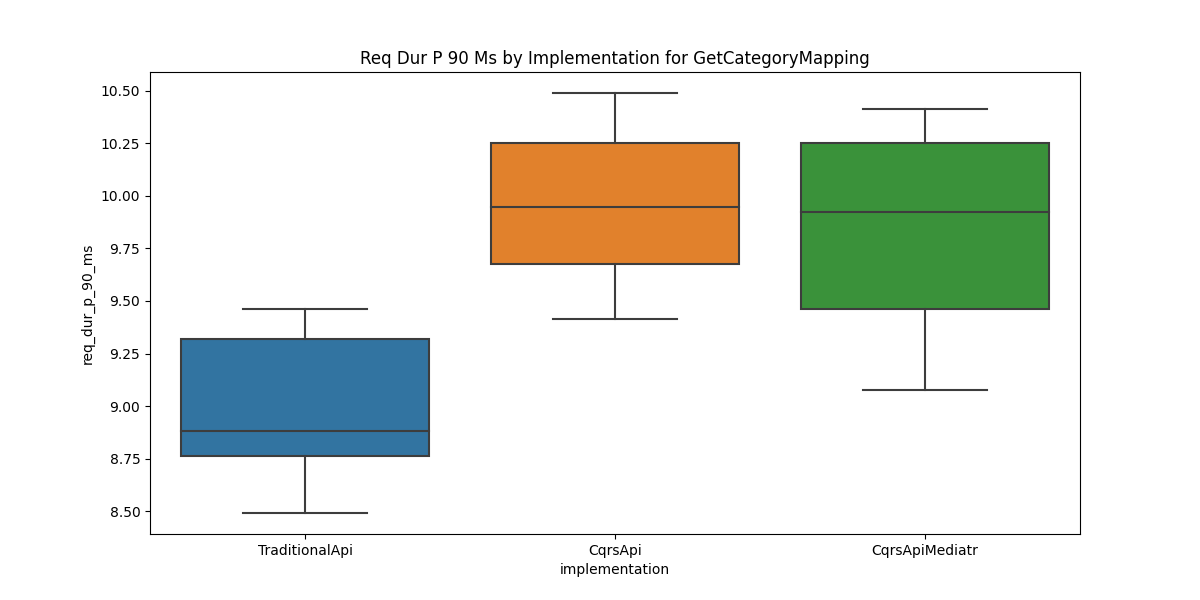 Req Dur P 90 Ms by Implementation for GetCategoryMapping
10.50
10.25
10.00
9.75
9.50
9.25
9.00
8.75
8.50
req_dur_p_90_ms
TraditionalApi
CqrsApi
CqrsApiMediatr
implementation